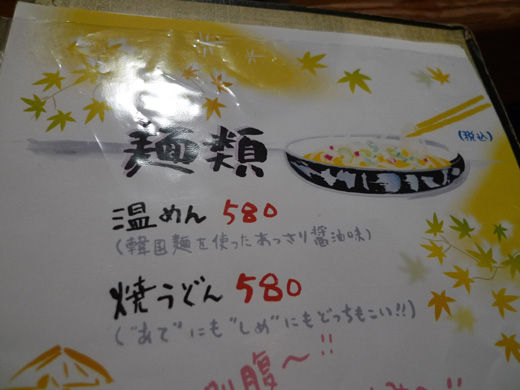 麺類
(税込)
温めん 580
(韓国麺を使ったあっさり醤油味)
焼うどん 580
("あて"にも"しめ"にもどっちもこい!!)
別腹〜!!